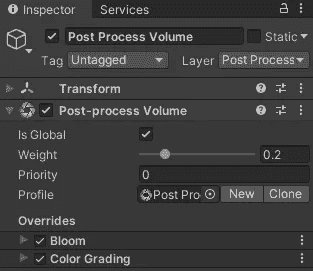 Inspector Services
Post Process Volume Static
Tag Untagged Layer Post Process
Transform
Post-process Volume
Is Global
Weight 0.2
Priority 0
Profile Post Pro New Clone
Overrides
Bloom
Color Grading